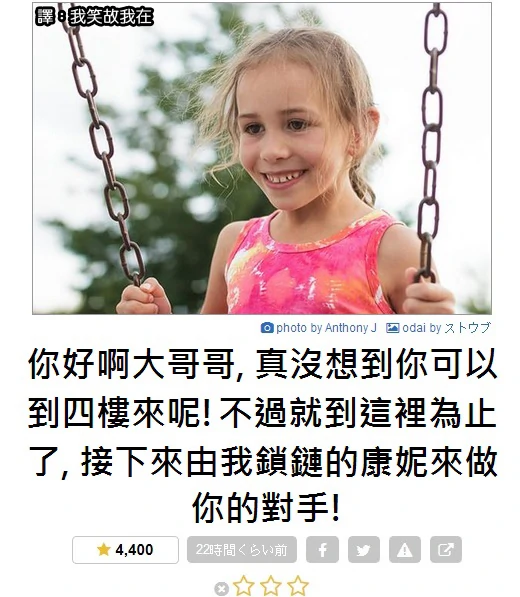 譯：我笑故我在
photo by Anthony J odai by ストウブ
你好啊大哥哥, 真沒想到你可以
到四樓來呢! 不過就到這裡為止
了, 接下來由我鎖鏈的康妮來做
你的對手!
4,400 22時間くらい前